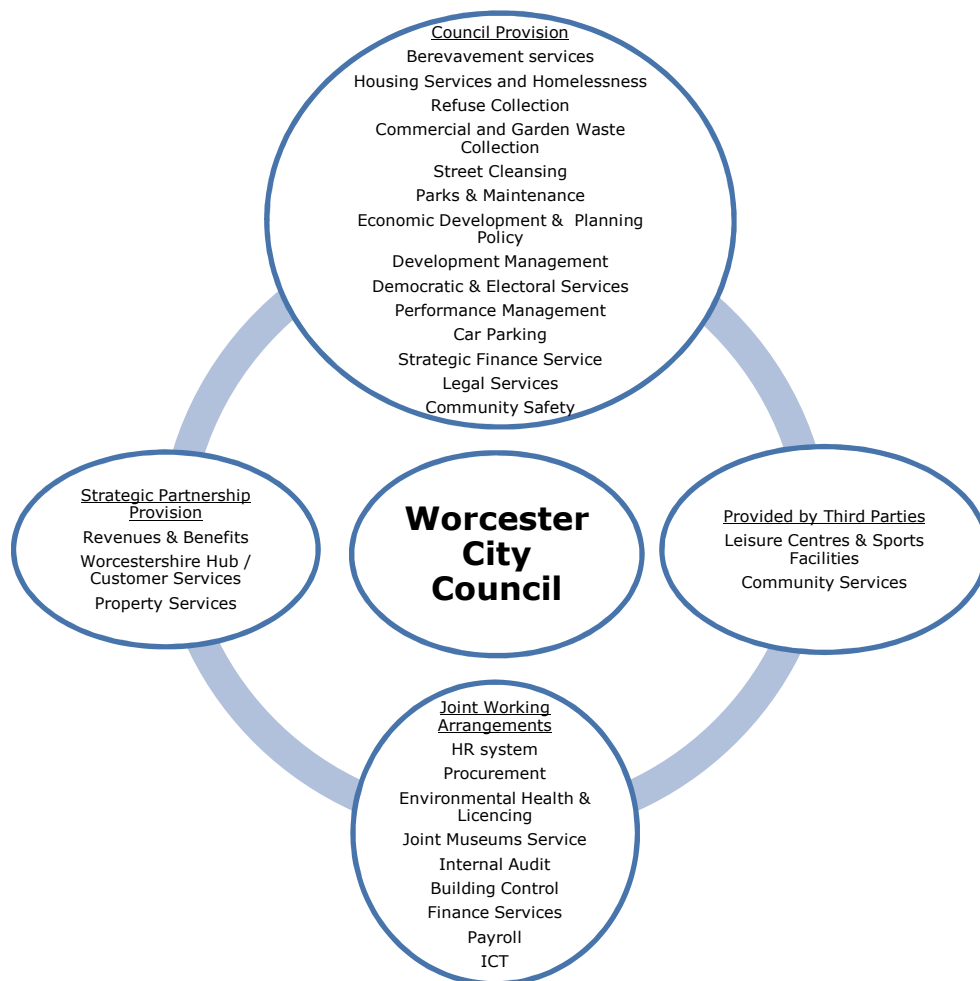 Council Provision
Berevavement services
Housing Services and Homelessness
Refuse Collection
Commercial and Garden Waste
Collection
Street Cleansing
Parks & Maintenance
Economic Development &  Planning
Policy
Development Management
Democratic & Electoral Services
Performance Management
Car Parking
Strategic Finance Service
Legal Services
Community Safety
Strategic Partnership
Provision
Revenues & Benefits
Worcestershire Hub /
Customer Services
Property Services
Worcester
City
Council
Provided by Third Parties
Leisure Centres & Sports
Facilities
Community Services
Joint Working
Arrangements
HR system
Procurement
Environmental Health &
Licencing
Joint Museums Service
Internal Audit
Building Control
Finance Services
Payroll
ICT